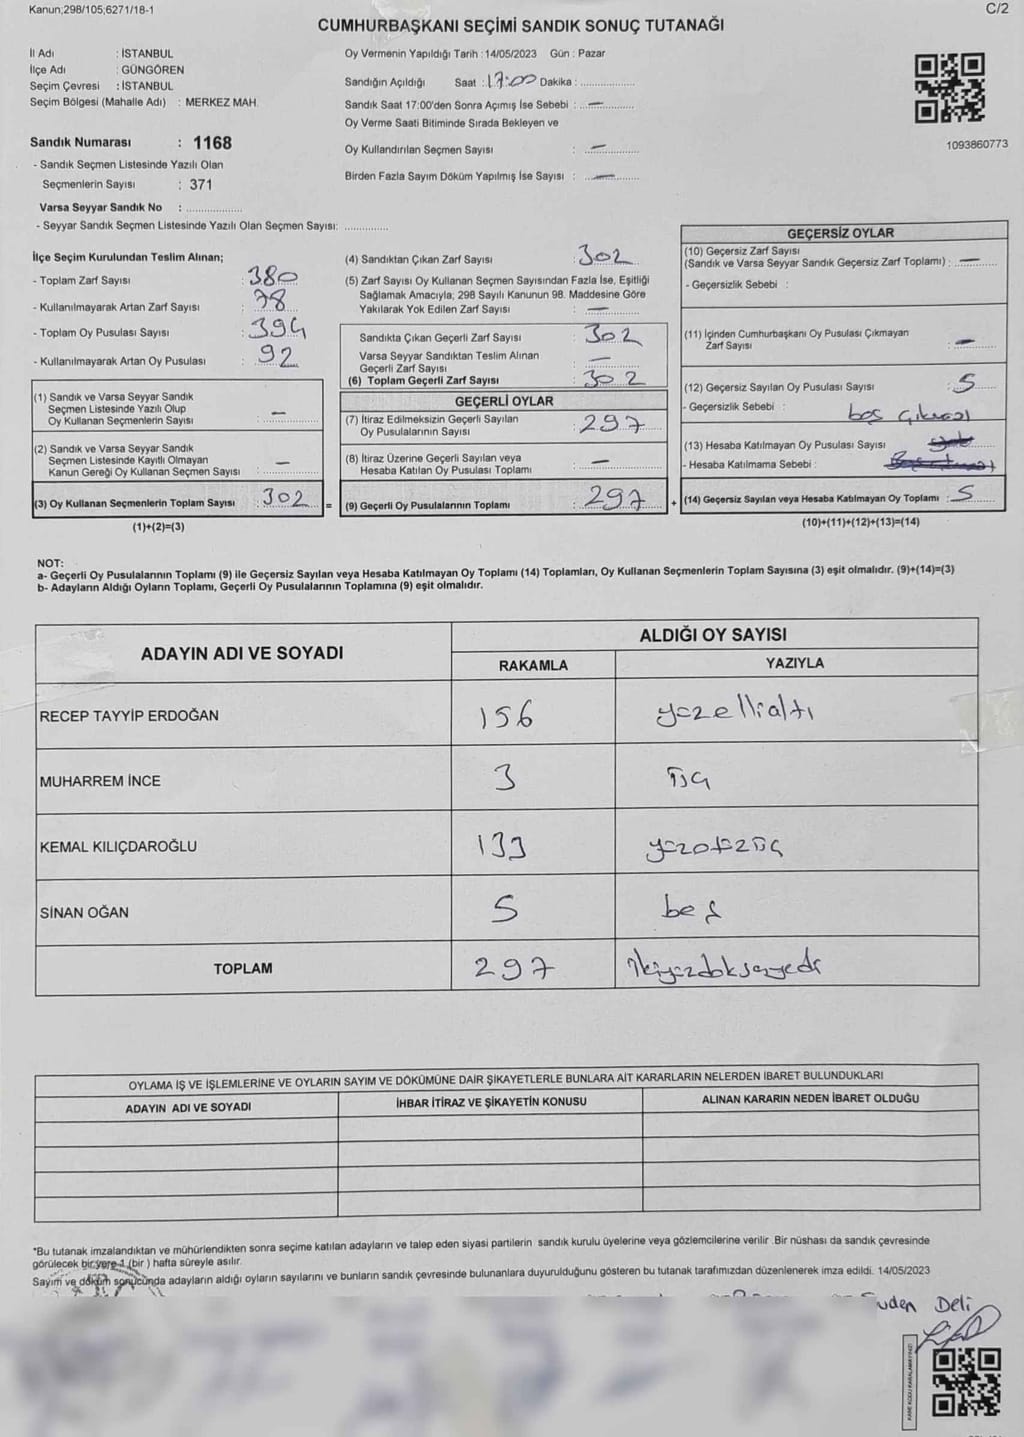 Kanun;298/105;6271/18-1
C/2
CUMHURBAŞKANI SEÇİMİ SANDIK SONUÇ TUTANAĞI
İl Adı : İSTANBUL
İlçe Adı : GÜNGÖREN
Seçim Çevresi : İSTANBUL
Seçim Bölgesi (Mahalle Adı) : MERKEZ MAH.
Sandık Numarası : 1168
- Sandık Seçmen Listesinde Yazılı Olan
Seçmenlerin Sayısı : 371
Varsa Seyyar Sandık No : ..................
- Seyyar Sandık Seçmen Listesinde Yazılı Olan Seçmen Sayısı: ..............
Oy Vermenin Yapıldığı Tarih : 14/05/2023 Gün : Pazar
Sandığın Açıldığı Saat : 17:00 Dakika : ..................
Sandık Saat 17:00'den Sonra Açımış İse Sebebi : —
Oy Verme Saati Bitiminde Sırada Bekleyen ve
Oy Kullandırılan Seçmen Sayısı : —
Birden Fazla Sayım Döküm Yapılmış İse Sayısı : —
1093860773
İlçe Seçim Kurulundan Teslim Alınan;
- Toplam Zarf Sayısı : 380
- Kullanılmayarak Artan Zarf Sayısı : 78
- Toplam Oy Pusulası Sayısı : 394
- Kullanılmayarak Artan Oy Pusulası : 92
(1) Sandık ve Varsa Seyyar Sandık
Seçmen Listesinde Yazılı Olup
Oy Kullanan Seçmenlerin Sayısı : —
(2) Sandık ve Varsa Seyyar Sandık
Seçmen Listesinde Kayıtlı Olmayan
Kanun Gereği Oy Kullanan Seçmen Sayısı : —
(3) Oy Kullanan Seçmenlerin Toplam Sayısı : 302 =
(1)+(2)=(3)
(4) Sandıktan Çıkan Zarf Sayısı : 302
(5) Zarf Sayısı Oy Kullanan Seçmen Sayısından Fazla İse, Eşitliği
Sağlamak Amacıyla; 298 Sayılı Kanunun 98. Maddesine Göre
Yakılarak Yok Edilen Zarf Sayısı : —
Sandıkta Çıkan Geçerli Zarf Sayısı : 302
Varsa Seyyar Sandıktan Teslim Alınan
Geçerli Zarf Sayısı : —
(6) Toplam Geçerli Zarf Sayısı : 302
GEÇERLİ OYLAR
(7) İtiraz Edilmeksizin Geçerli Sayılan
Oy Pusulalarının Sayısı : 297
(8) İtiraz Üzerine Geçerli Sayılan veya
Hesaba Katılan Oy Pusulası Toplamı : —
(9) Geçerli Oy Pusulalarının Toplamı : 297 +
GEÇERSİZ OYLAR
(10) Geçersiz Zarf Sayısı
(Sandık ve Varsa Seyyar Sandık Geçersiz Zarf Toplamı) : —
- Geçersizlik Sebebi :
(11) İçinden Cumhurbaşkanı Oy Pusulası Çıkmayan
Zarf Sayısı : —
(12) Geçersiz Sayılan Oy Pusulası Sayısı : 5
- Geçersizlik Sebebi : boş çıkması
(13) Hesaba Katılmayan Oy Pusulası Sayısı :
- Hesaba Katılmama Sebebi :
(14) Geçersiz Sayılan veya Hesaba Katılmayan Oy Toplamı : 5
(10)+(11)+(12)+(13)=(14)
NOT:
a- Geçerli Oy Pusulalarının Toplamı (9) ile Geçersiz Sayılan veya Hesaba Katılmayan Oy Toplamı (14) Toplamları, Oy Kullanan Seçmenlerin Toplam Sayısına (3) eşit olmalıdır. (9)+(14)=(3)
b- Adayların Aldığı Oyların Toplamı, Geçerli Oy Pusulalarının Toplamına (9) eşit olmalıdır.
ADAYIN ADI VE SOYADI
ALDIĞI OY SAYISI
RAKAMLA YAZIYLA
RECEP TAYYİP ERDOĞAN 156 yüzellialtı
MUHARREM İNCE 3 üç
KEMAL KILIÇDAROĞLU 133 yüzotuzüç
SİNAN OĞAN 5 beş
TOPLAM 297 ikiyüzdoksanyedi
OYLAMA İŞ VE İŞLEMLERİNE VE OYLARIN SAYIM VE DÖKÜMÜNE DAİR ŞİKAYETLERLE BUNLARA AİT KARARLARIN NELERDEN İBARET BULUNDUKLARI
ADAYIN ADI VE SOYADI İHBAR İTİRAZ VE ŞİKAYETİN KONUSU ALINAN KARARIN NEDEN İBARET OLDUĞU
*Bu tutanak imzalandıktan ve mühürlendikten sonra seçime katılan adayların ve talep eden siyasi partilerin sandık kurulu üyelerine veya gözlemcilerine verilir .Bir nüshası da sandık çevresinde
görülecek bir yere 1 (bir ) hafta süreyle asılır.
Sayım ve döküm sonucunda adayların aldığı oyların sayılarını ve bunların sandık çevresinde bulunanlara duyurulduğunu gösteren bu tutanak tarafımızdan düzenlenerek imza edildi. 14/05/2023
Deli
KARE KODU KARALAMAYINIZ!